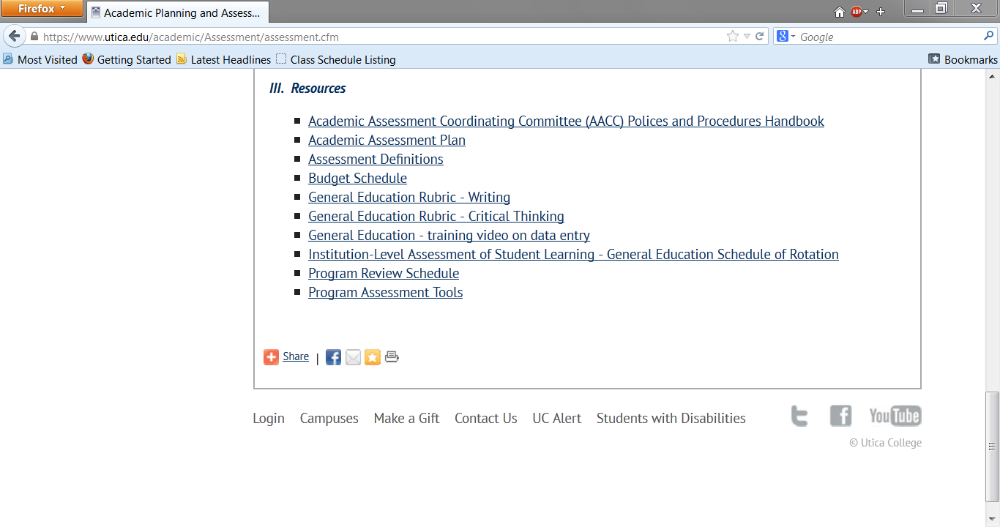 Firefox
Academic Planning and Assess...
ABP
https://www.utica.edu/academic/Assessment/assessment.cfm
8 Google
Most Visited Getting Started Latest Headlines Class Schedule Listing Bookmarks
III. Resources
Academic Assessment Coordinating Committee (AACC) Polices and Procedures Handbook
Academic Assessment Plan
Assessment Definitions
Budget Schedule
General Education Rubric - Writing
General Education Rubric - Critical Thinking
General Education - training video on data entry
Institution-Level Assessment of Student Learning - General Education Schedule of Rotation
Program Review Schedule
Program Assessment Tools
Share |
Login Campuses Make a Gift Contact Us UC Alert Students with Disabilities YouTube
© Utica College